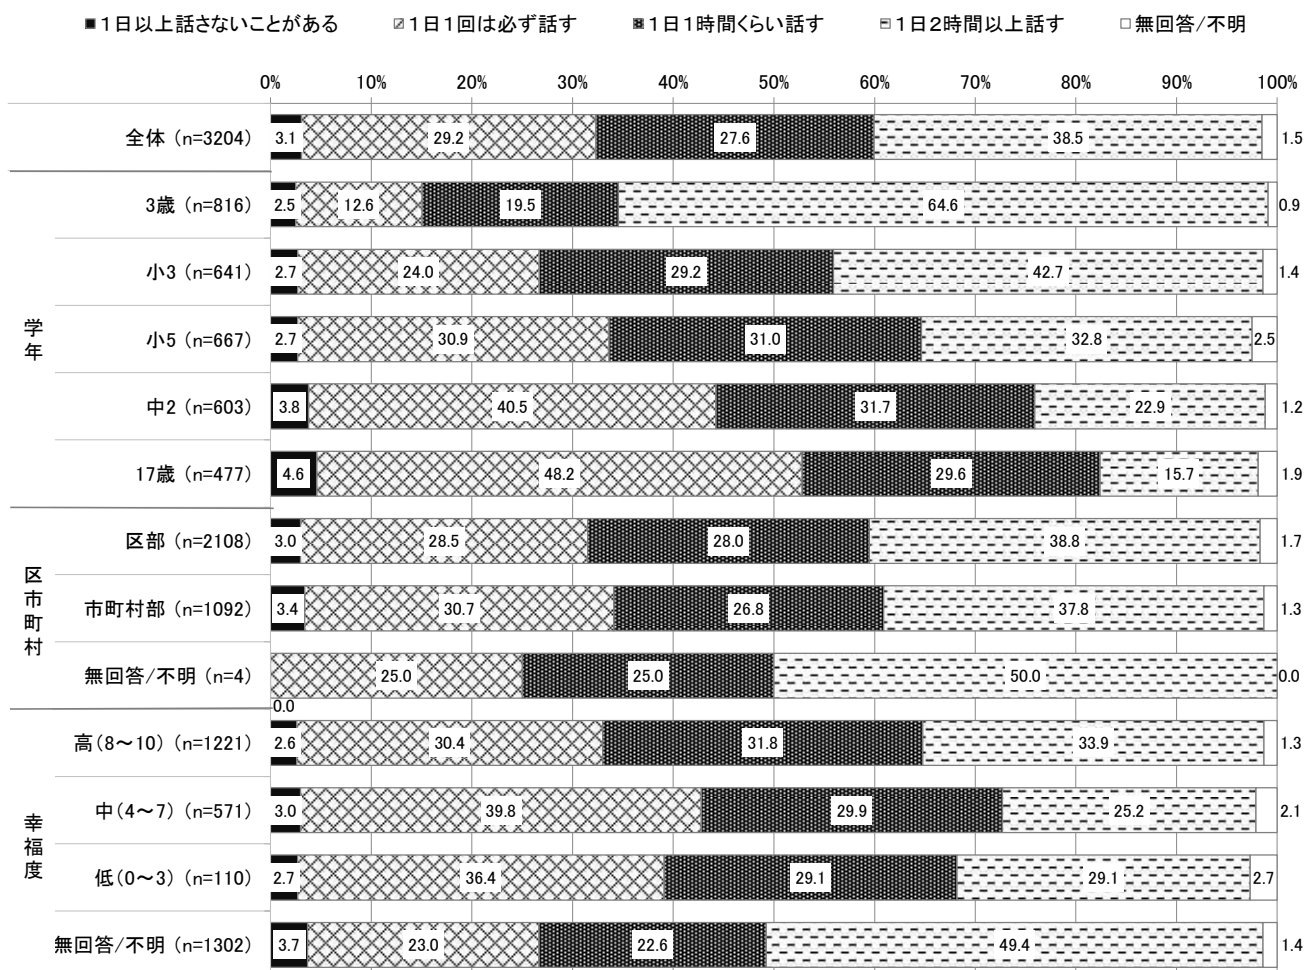 ■１日以上話さないことがある １日１回は必ず話す １日１時間くらい話す １日２時間以上話す □無回答/不明
0% 10% 20% 30% 40% 50% 60% 70% 80% 90% 100%
全体 (n=3204) 3.1 29.2 27.6 38.5 1.5
学年
3歳 (n=816) 2.5 12.6 19.5 64.6 0.9
小3 (n=641) 2.7 24.0 29.2 42.7 1.4
小5 (n=667) 2.7 30.9 31.0 32.8 2.5
中2 (n=603) 3.8 40.5 31.7 22.9 1.2
17歳 (n=477) 4.6 48.2 29.6 15.7 1.9
区市町村
区部 (n=2108) 3.0 28.5 28.0 38.8 1.7
市町村部 (n=1092) 3.4 30.7 26.8 37.8 1.3
無回答/不明 (n=4) 25.0 25.0 50.0 0.0
0.0
幸福度
高(8～10) (n=1221) 2.6 30.4 31.8 33.9 1.3
中(4～7) (n=571) 3.0 39.8 29.9 25.2 2.1
低(0～3) (n=110) 2.7 36.4 29.1 29.1 2.7
無回答/不明 (n=1302) 3.7 23.0 22.6 49.4 1.4